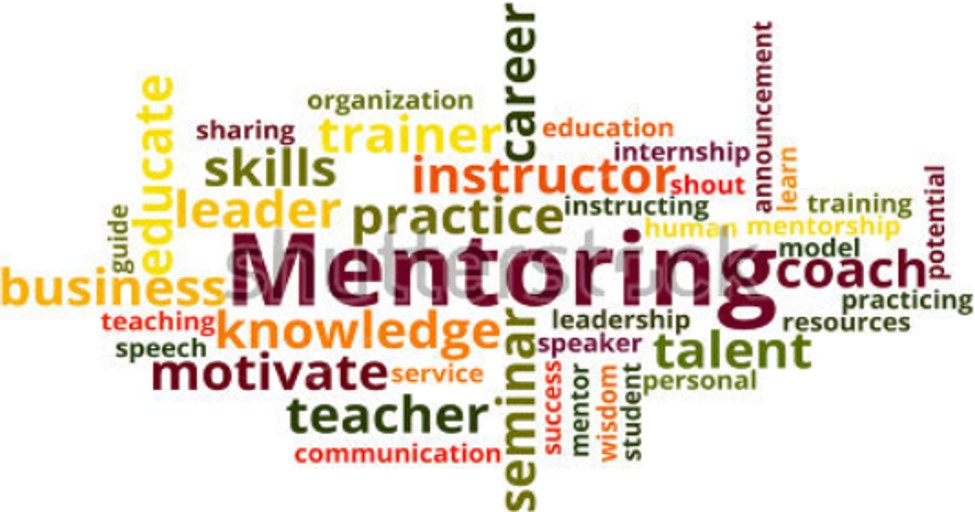 career
announcement
educate
organization
sharing
trainer
education
skills
internship
instructor
shout
learn
leader
practice
instructing
training
potential
guide
human
mentorship
Mentoring
shutterstock
model
coach
business
practicing
teaching
knowledge
leadership
resources
speech
speaker
talent
motivate
service
seminar
success
mentor
wisdom
student
personal
teacher
communication